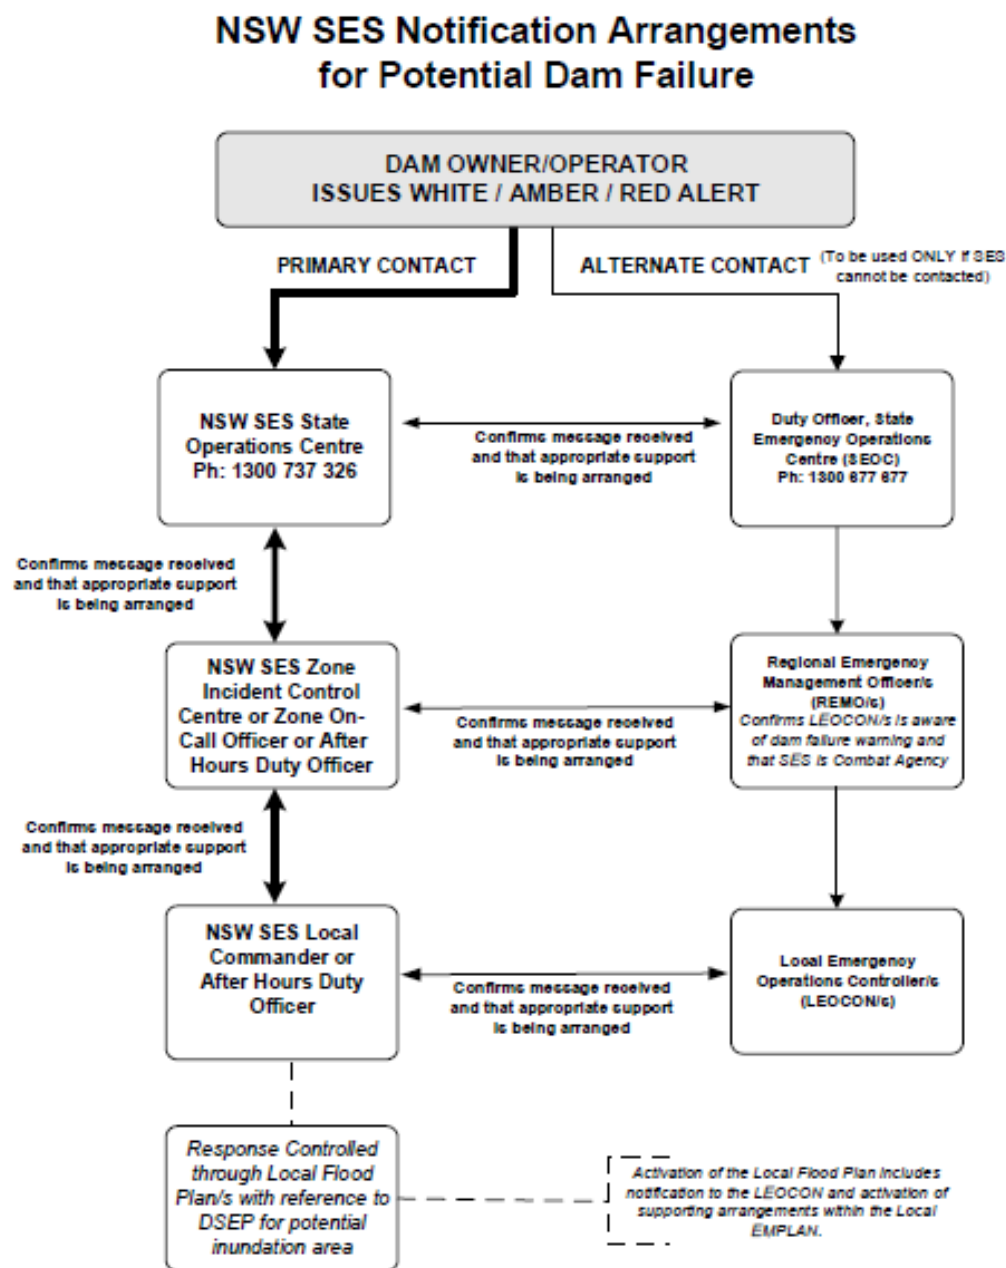 NSW SES Notification Arrangements
for Potential Dam Failure
DAM OWNER/OPERATOR
ISSUES WHITE / AMBER / RED ALERT
PRIMARY CONTACT
ALTERNATE CONTACT
(To be used ONLY if SES
cannot be contacted)
NSW SES State
Operations Centre
Ph: 1300 737 326
Confirms message received
and that appropriate support
is being arranged
Duty Officer, State
Emergency Operations
Centre (SEOC)
Ph: 1300 677 677
Confirms message received
and that appropriate support
is being arranged
NSW SES Zone
Incident Control
Centre or Zone On-
Call Officer or After
Hours Duty Officer
Confirms message received
and that appropriate support
is being arranged
Regional Emergency
Management Officer/s
(REMO/s)
Confirms LEOCON/s is aware
of dam failure warning and
that SES is Combat Agency
Confirms message received
and that appropriate support
is being arranged
NSW SES Local
Commander or
After Hours Duty
Officer
Confirms message received
and that appropriate support
is being arranged
Local Emergency
Operations Controller/s
(LEOCON/s)
Response Controlled
through Local Flood
Plan/s with reference to
DSEP for potential
inundation area
Activation of the Local Flood Plan includes
notification to the LEOCON and activation of
supporting arrangements within the Local
EMPLAN.